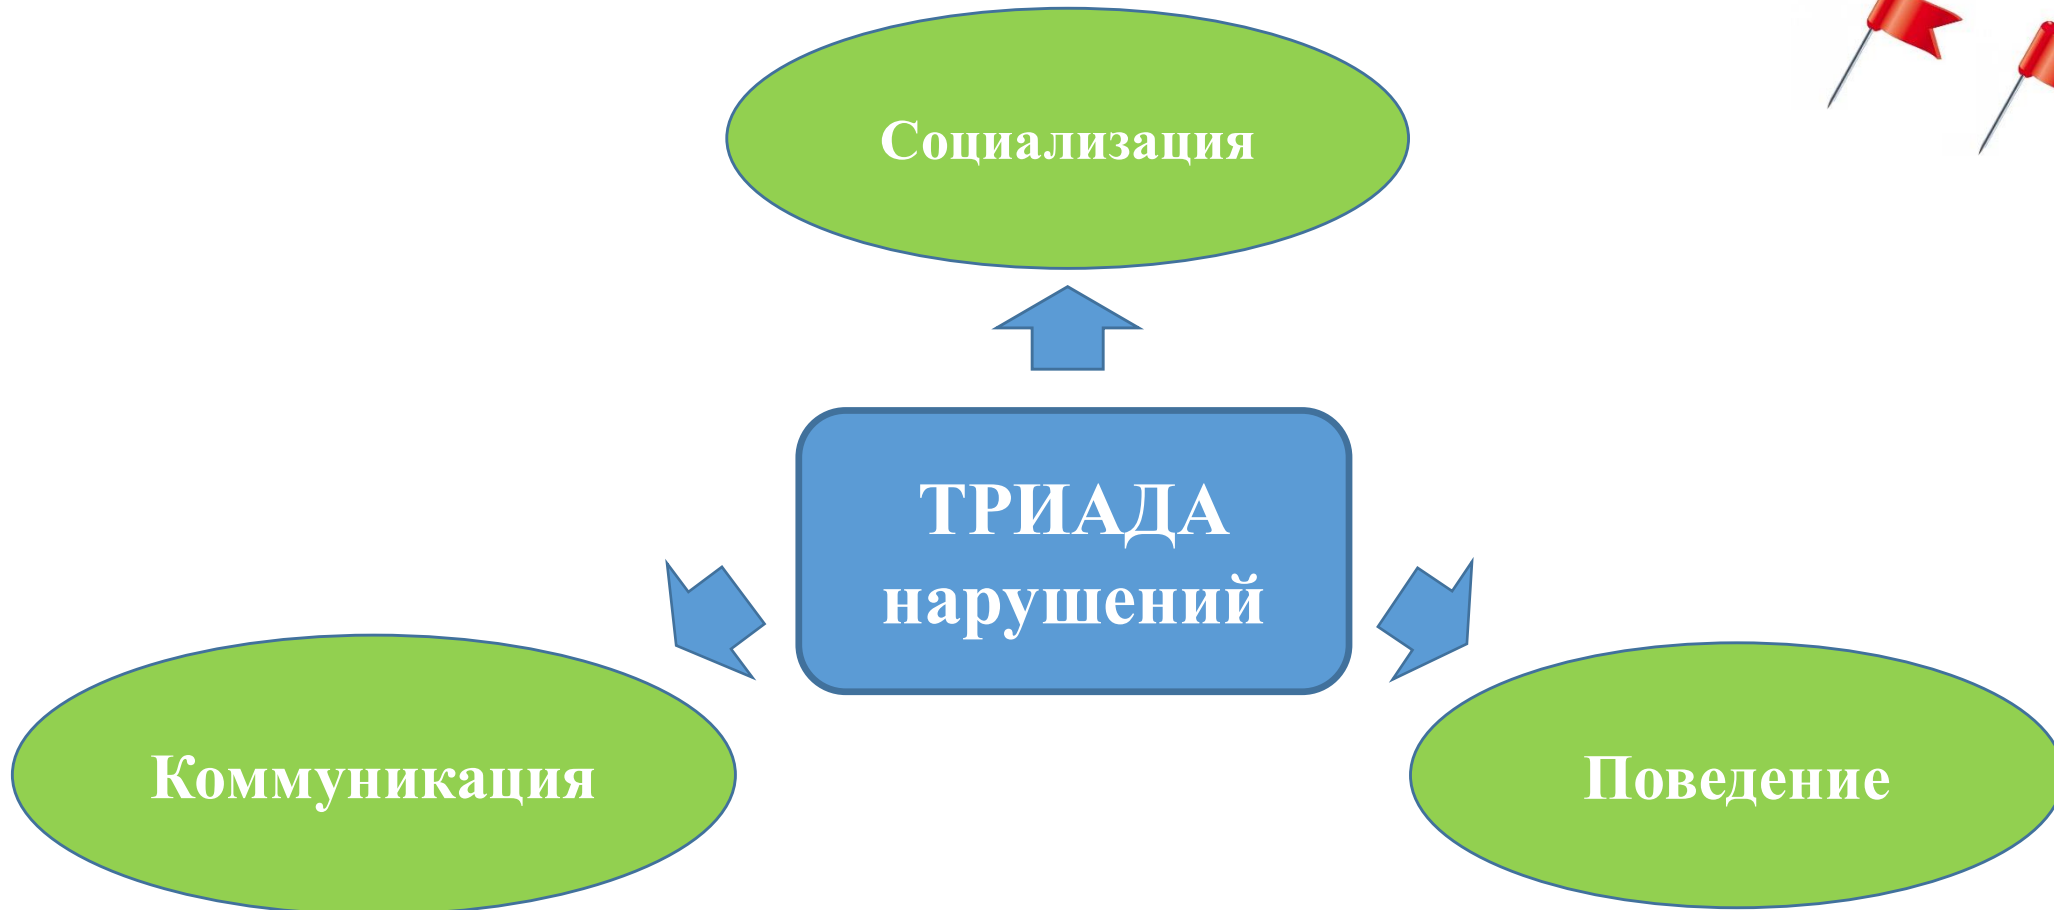 Социализация
ТРИАДА
нарушений
Коммуникация
Поведение